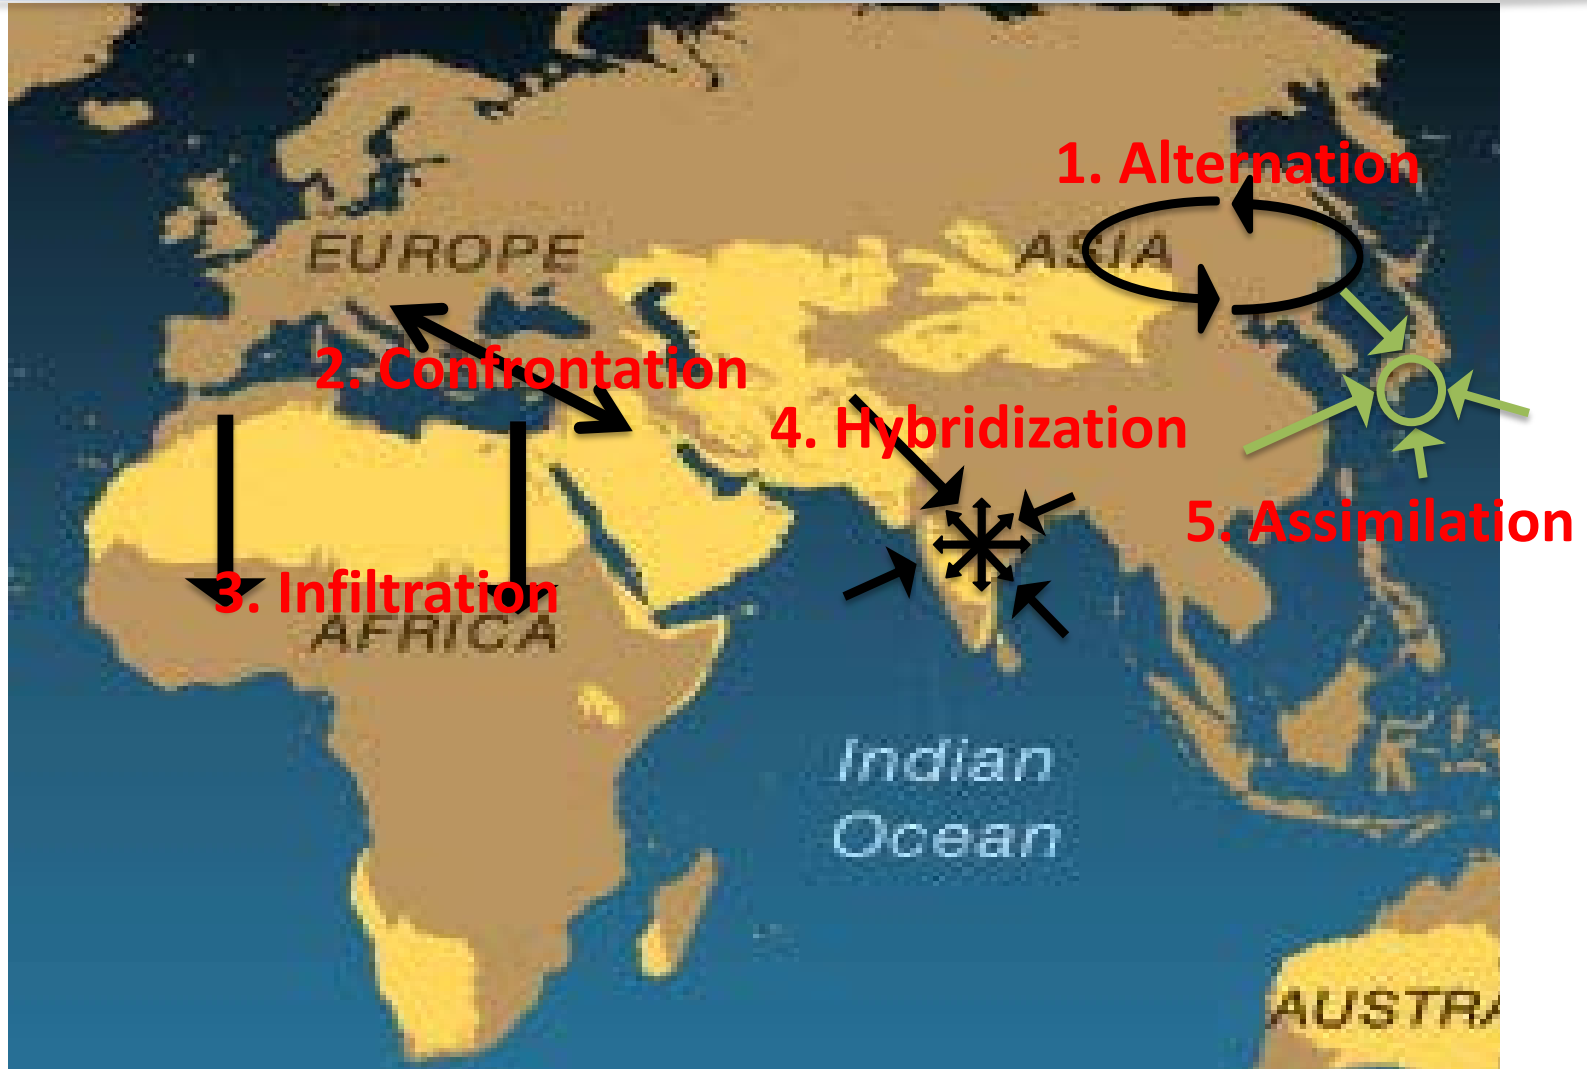 1. Alternation
EUROPE
ASIA
2. Confrontation
4. Hybridization
5. Assimilation
3. Infiltration
AFRICA
Indian
Ocean
AUSTRA